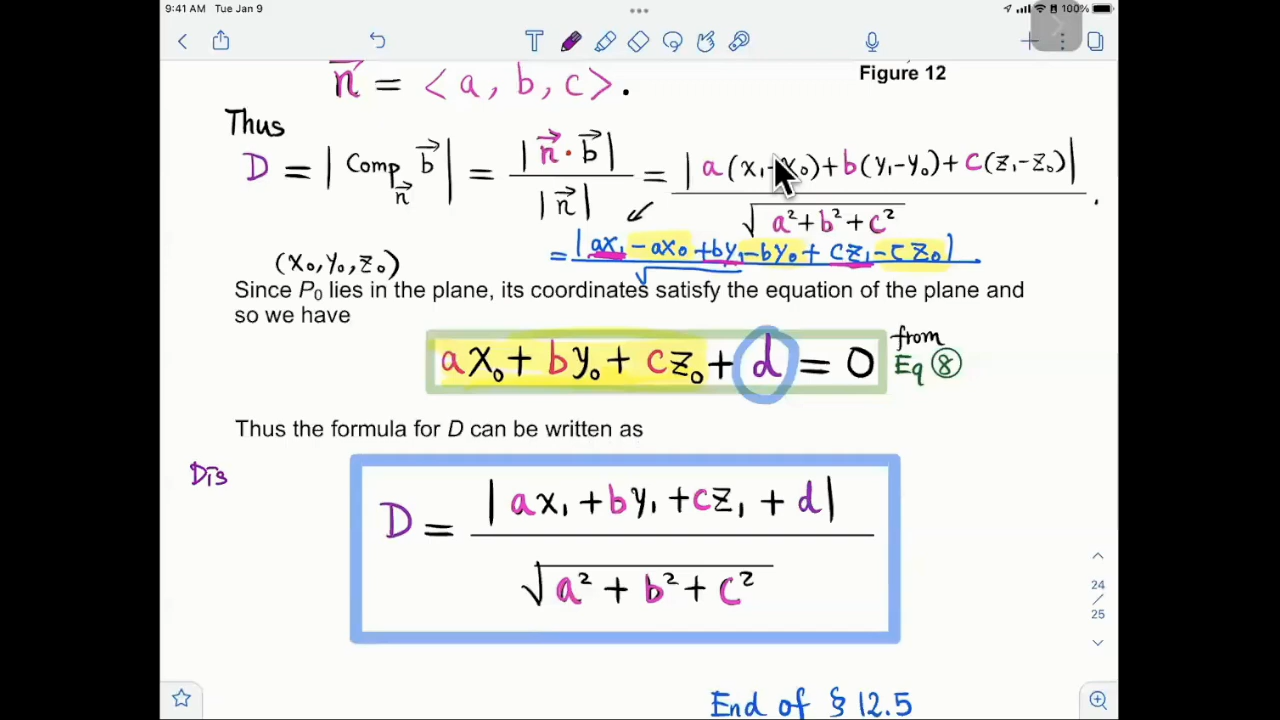 9:41 AM Tue Jan 9 100%
Figure 12
n⃗ = <a, b, c>.
Thus
D = | Comp_n⃗ b⃗ | = |n⃗ · b⃗| / |n⃗| = |a(x₁-x₀)+b(y₁-y₀)+c(z₁-z₀)| / √(a²+b²+c²) .
= |ax₁ - ax₀ + by₁ - by₀ + cz₁ - cz₀| / √
(x₀, y₀, z₀)
Since P₀ lies in the plane, its coordinates satisfy the equation of the plane and
so we have
ax₀ + by₀ + cz₀ + d = 0
from
Eq ⑧
Thus the formula for D can be written as
Dis
D = |ax₁ + by₁ + cz₁ + d| / √(a² + b² + c²)
24
/
25
End of § 12.5